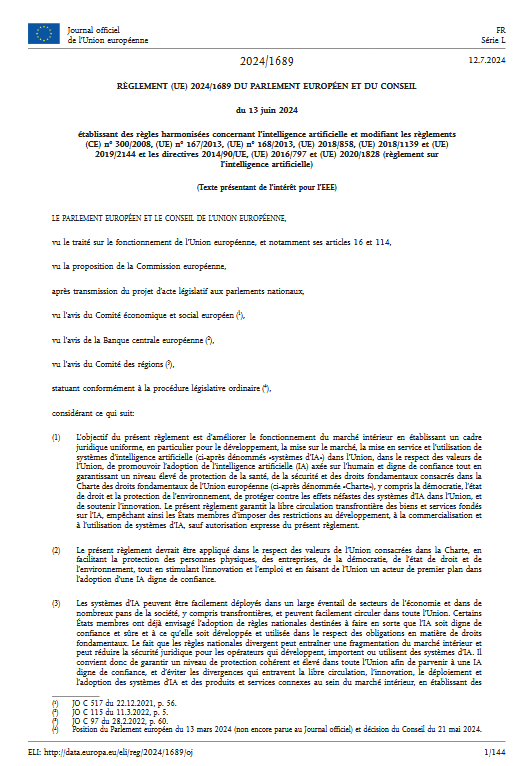 Journal officiel
de l'Union européenne
FR
Série L
2024/1689
12.7.2024
RÈGLEMENT (UE) 2024/1689 DU PARLEMENT EUROPÉEN ET DU CONSEIL
du 13 juin 2024
établissant des règles harmonisées concernant l'intelligence artificielle et modifiant les règlements
(CE) n° 300/2008, (UE) n° 167/2013, (UE) n° 168/2013, (UE) 2018/858, (UE) 2018/1139 et (UE)
2019/2144 et les directives 2014/90/UE, (UE) 2016/797 et (UE) 2020/1828 (règlement sur
l'intelligence artificielle)
(Texte présentant de l'intérêt pour l'EEE)
LE PARLEMENT EUROPÉEN ET LE CONSEIL DE L'UNION EUROPÉENNE,
vu le traité sur le fonctionnement de l'Union européenne, et notamment ses articles 16 et 114,
vu la proposition de la Commission européenne,
après transmission du projet d'acte législatif aux parlements nationaux,
vu l'avis du Comité économique et social européen (¹),
vu l'avis de la Banque centrale européenne (²),
vu l'avis du Comité des régions (³),
statuant conformément à la procédure législative ordinaire (⁴),
considérant ce qui suit:
(1) L'objectif du présent règlement est d'améliorer le fonctionnement du marché intérieur en établissant un cadre
juridique uniforme, en particulier pour le développement, la mise sur le marché, la mise en service et l'utilisation de
systèmes d'intelligence artificielle (ci-après dénommés «systèmes d'IA») dans l'Union, dans le respect des valeurs de
l'Union, de promouvoir l'adoption de l'intelligence artificielle (IA) axée sur l'humain et digne de confiance tout en
garantissant un niveau élevé de protection de la santé, de la sécurité et des droits fondamentaux consacrés dans la
Charte des droits fondamentaux de l'Union européenne (ci-après dénommée «Charte»), y compris la démocratie, l'état
de droit et la protection de l'environnement, de protéger contre les effets néfastes des systèmes d'IA dans l'Union, et
de soutenir l'innovation. Le présent règlement garantit la libre circulation transfrontière des biens et services fondés
sur l'IA, empêchant ainsi les États membres d'imposer des restrictions au développement, à la commercialisation et
à l'utilisation de systèmes d'IA, sauf autorisation expresse du présent règlement.
(2) Le présent règlement devrait être appliqué dans le respect des valeurs de l'Union consacrées dans la Charte, en
facilitant la protection des personnes physiques, des entreprises, de la démocratie, de l'état de droit et de
l'environnement, tout en stimulant l'innovation et l'emploi et en faisant de l'Union un acteur de premier plan dans
l'adoption d'une IA digne de confiance.
(3) Les systèmes d'IA peuvent être facilement déployés dans un large éventail de secteurs de l'économie et dans de
nombreux pans de la société, y compris transfrontières, et peuvent facilement circuler dans toute l'Union. Certains
États membres ont déjà envisagé l'adoption de règles nationales destinées à faire en sorte que l'IA soit digne de
confiance et sûre et à ce qu'elle soit développée et utilisée dans le respect des obligations en matière de droits
fondamentaux. Le fait que les règles nationales divergent peut entraîner une fragmentation du marché intérieur et
peut réduire la sécurité juridique pour les opérateurs qui développent, importent ou utilisent des systèmes d'IA. Il
convient donc de garantir un niveau de protection cohérent et élevé dans toute l'Union afin de parvenir à une IA
digne de confiance, et d'éviter les divergences qui entravent la libre circulation, l'innovation, le déploiement et
l'adoption des systèmes d'IA et des produits et services connexes au sein du marché intérieur, en établissant des
(¹) JO C 517 du 22.12.2021, p. 56.
(²) JO C 115 du 11.3.2022, p. 5.
(³) JO C 97 du 28.2.2022, p. 60.
(⁴) Position du Parlement européen du 13 mars 2024 (non encore parue au Journal officiel) et décision du Conseil du 21 mai 2024.
ELI: http://data.europa.eu/eli/reg/2024/1689/oj
1/144